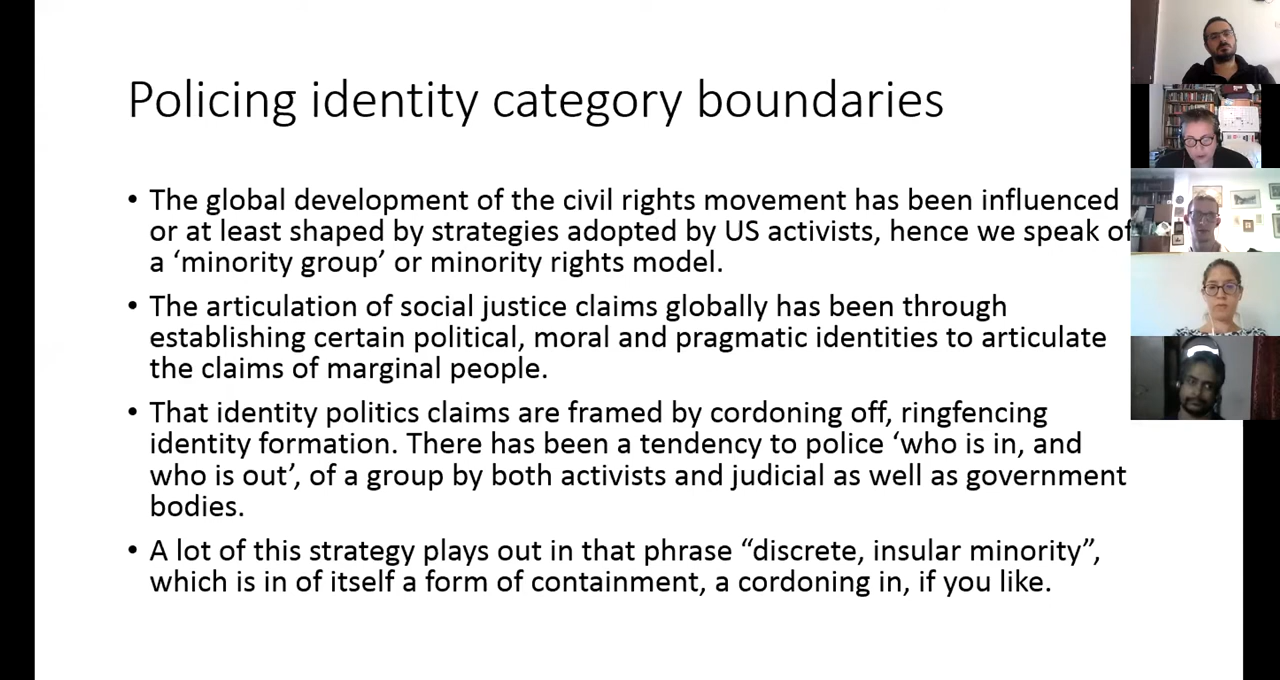 Policing identity category boundaries
• The global development of the civil rights movement has been influenced
or at least shaped by strategies adopted by US activists, hence we speak of
a ‘minority group’ or minority rights model.
• The articulation of social justice claims globally has been through
establishing certain political, moral and pragmatic identities to articulate
the claims of marginal people.
• That identity politics claims are framed by cordoning off, ringfencing
identity formation. There has been a tendency to police ‘who is in, and
who is out’, of a group by both activists and judicial as well as government
bodies.
• A lot of this strategy plays out in that phrase “discrete, insular minority”,
which is in of itself a form of containment, a cordoning in, if you like.